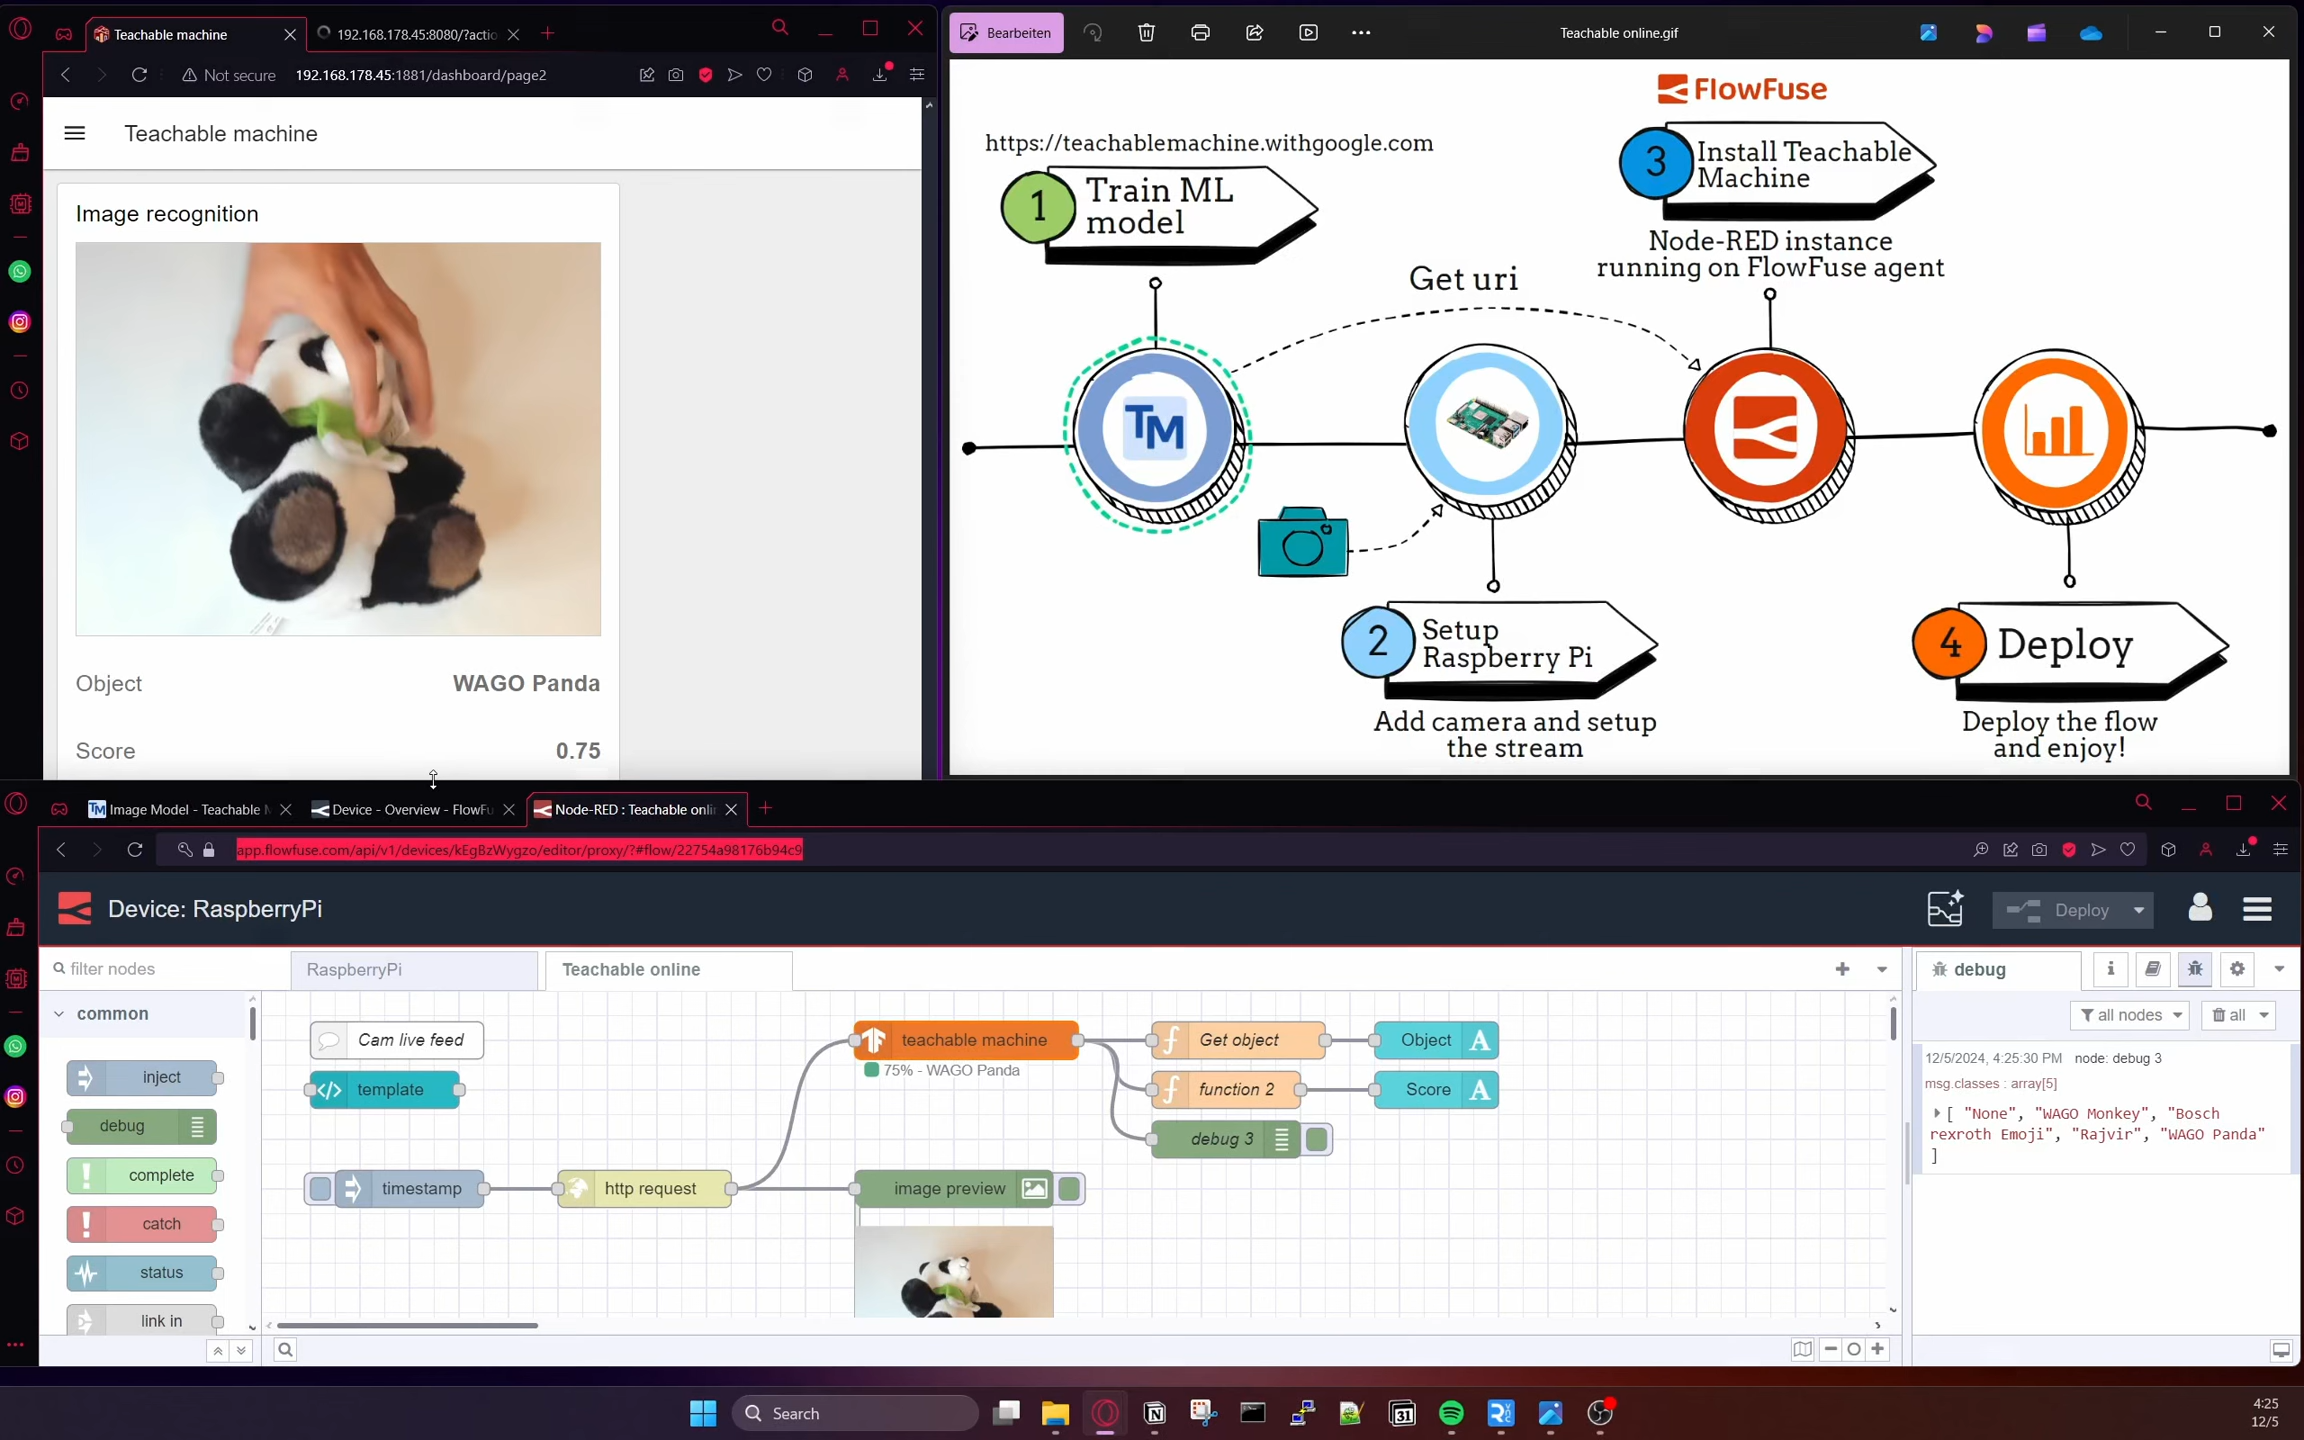 Teachable machine
192.168.178.45:8080/?actio
Not secure
192.168.178.45:1881/dashboard/page2
Teachable machine
Image recognition
Object
WAGO Panda
Score
0.75
Bearbeiten
Teachable online.gif
FlowFuse
https://teachablemachine.withgoogle.com
1
Train ML
model
3
Install Teachable
Machine
Node-RED instance
running on FlowFuse agent
Get uri
TM
2
Setup
Raspberry Pi
Add camera and setup
the stream
4
Deploy
Deploy the flow
and enjoy!
TM
Image Model - Teachable M
Device - Overview - FlowFu
Node-RED : Teachable onli
app.flowfuse.com/api/v1/devices/kEgBzWygzo/editor/proxy/?#flow/22754a98176b94c9
Device: RaspberryPi
Deploy
filter nodes
RaspberryPi
Teachable online
debug
i
common
all nodes
all
inject
debug
complete
catch
status
link in
Cam live feed
template
timestamp
http request
teachable machine
75% - WAGO Panda
image preview
Get object
function 2
debug 3
Object
A
Score
A
12/5/2024, 4:25:30 PM
node: debug 3
msg.classes : array[5]
[ "None", "WAGO Monkey", "Bosch
rexroth Emoji", "Rajvir", "WAGO Panda"
]
Search
31
4:25
12/5